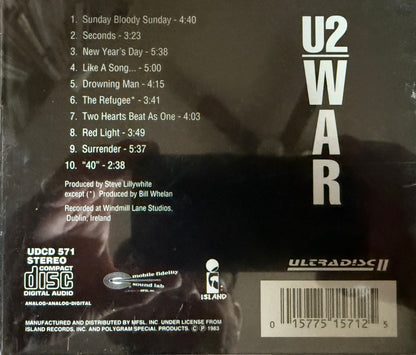 1. Sunday Bloody Sunday - 4:40
2. Seconds - 3:23
3. New Year's Day - 5:38
4. Like A Song... - 5:00
5. Drowning Man - 4:15
6. The Refugee* - 3:41
7. Two Hearts Beat As One - 4:03
8. Red Light - 3:49
9. Surrender - 5:37
10. “40” - 2:38
Produced by Steve Lillywhite
except (*) Produced by Bill Whelan
Recorded at Windmill Lane Studios,
Dublin, Ireland
U2
WAR
UDCD 571
STEREO
COMPACT
disc
DIGITAL AUDIO
ANALOG-ANALOG-DIGITAL
mobile fidelity
sound lab
ISLAND
ULTRADISC II
MANUFACTURED AND DISTRIBUTED BY MFSL INC UNDER LICENSE FROM
ISLAND RECORDS, INC. AND POLYGRAM SPECIAL PRODUCTS. © ℗ 1983
0 15775 15712 5